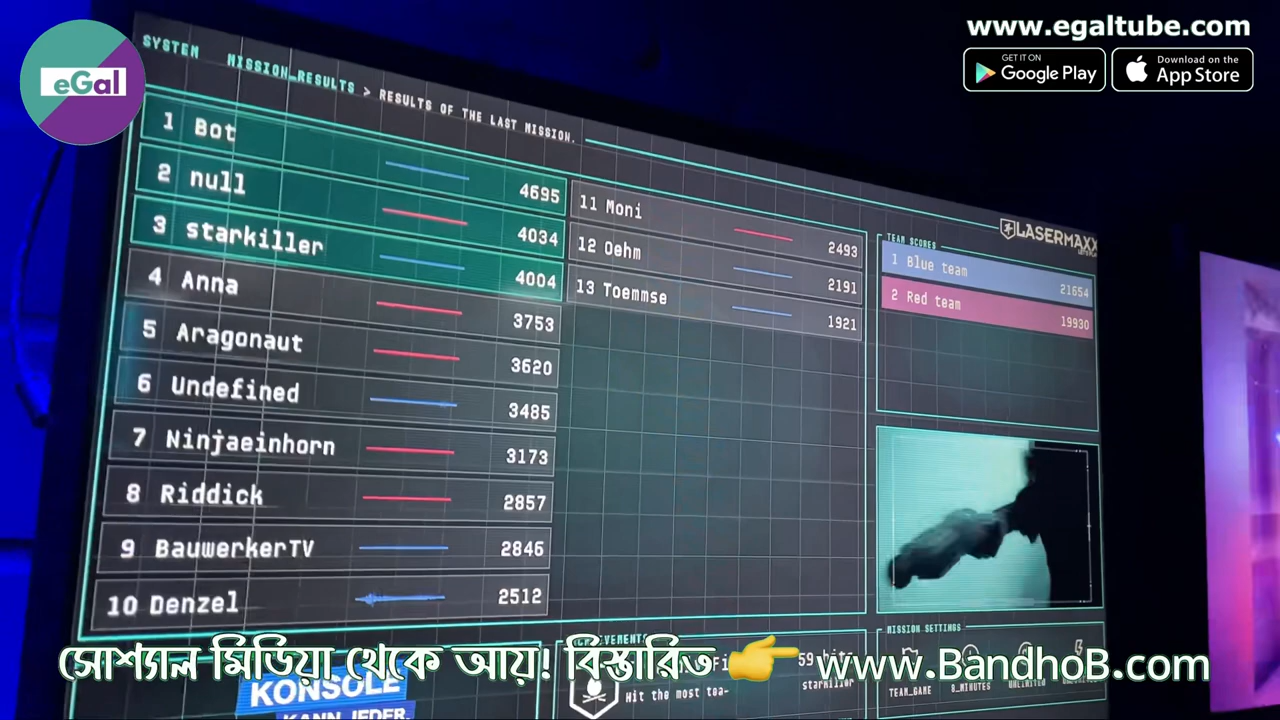 eGal
www.egaltube.com
GET IT ON
Google Play
Download on the
App Store
SYSTEM MISSION_RESULTS > RESULTS OF THE LAST MISSION.
1 Bot 4695
2 null 4034
3 starkiller 4004
4 Anna 3753
5 Aragonaut 3620
6 Undefined 3485
7 Ninjaeinhorn 3173
8 Riddick 2857
9 BauwerkerTV 2846
10 Denzel 2512
11 Moni 2493
12 Oehm 2191
13 Toemmse 1921
LASERMAXX
TEAM SCORES
1 Blue team 21654
2 Red team 19930
MISSION SETTINGS
TEAM_GAME
59 hits
starkiller
Hit the most tea-
সোশ্যাল মিডিয়া থেকে আয়! বিস্তারিত 👉 www.BandhoB.com
KONSOLE
KANN JEDER.